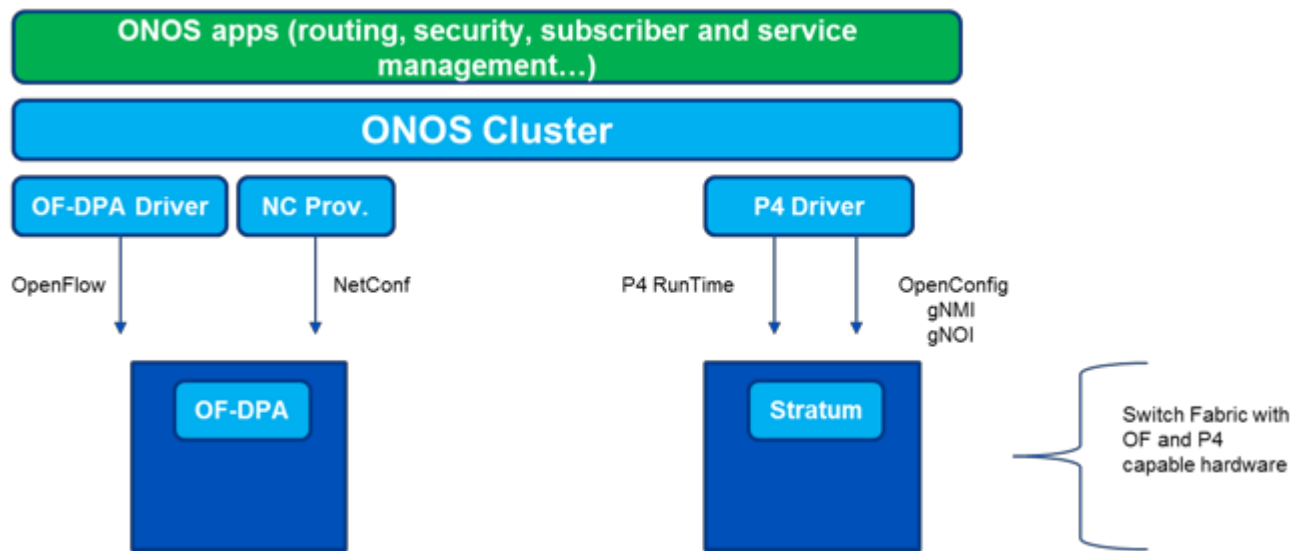 ONOS apps (routing, security, subscriber and service
management...)
ONOS Cluster
OF-DPA Driver
NC Prov.
P4 Driver
OpenFlow
NetConf
P4 RunTime
OpenConfig
gNMI
gNOI
OF-DPA
Stratum
Switch Fabric with
OF and P4
capable hardware